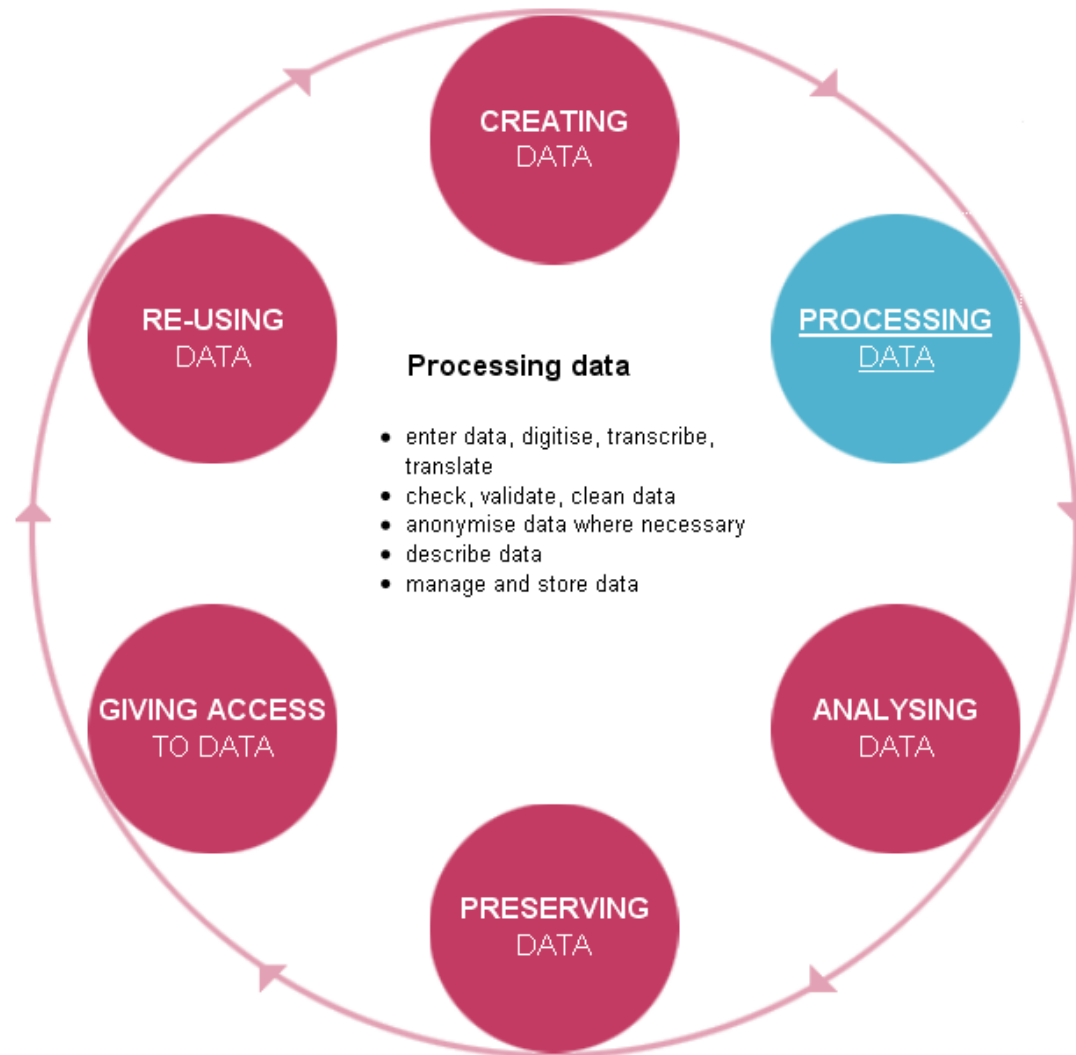 CREATING
DATA
PROCESSING
DATA
RE-USING
DATA
Processing data
• enter data, digitise, transcribe,
translate
• check, validate, clean data
• anonymise data where necessary
• describe data
• manage and store data
GIVING ACCESS
TO DATA
ANALYSING
DATA
PRESERVING
DATA